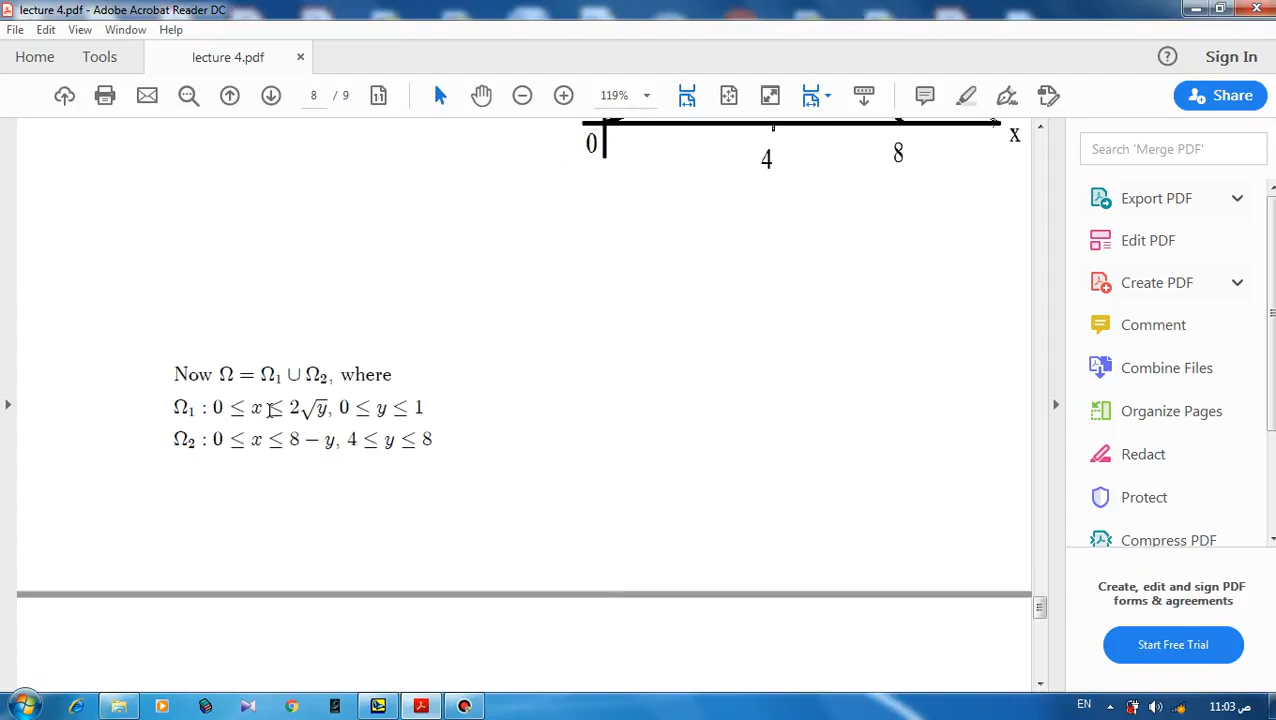 lecture 4.pdf - Adobe Acrobat Reader DC
File Edit View Window Help
Home Tools lecture 4.pdf × ? Sign In
8 / 9 119% Share
0 4 8 x
Search 'Merge PDF'
Export PDF
Edit PDF
Create PDF
Comment
Combine Files
Organize Pages
Redact
Protect
Compress PDF
Now Ω = Ω₁ ∪ Ω₂, where
Ω₁ : 0 ≤ x ≤ 2√y, 0 ≤ y ≤ 1
Ω₂ : 0 ≤ x ≤ 8 − y, 4 ≤ y ≤ 8
Create, edit and sign PDF
forms & agreements
Start Free Trial
EN 11:03 ص